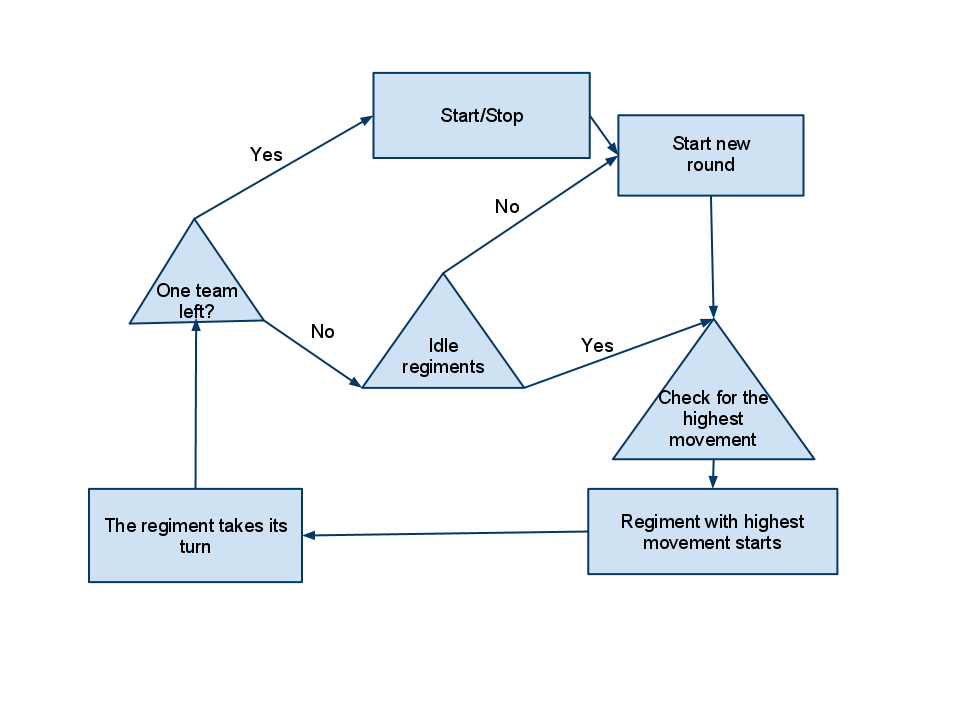 Start/Stop
Start new
round
Yes
No
One team
left?
No
Idle
regiments
Yes
Check for the
highest
movement
The regiment takes its
turn
Regiment with highest
movement starts